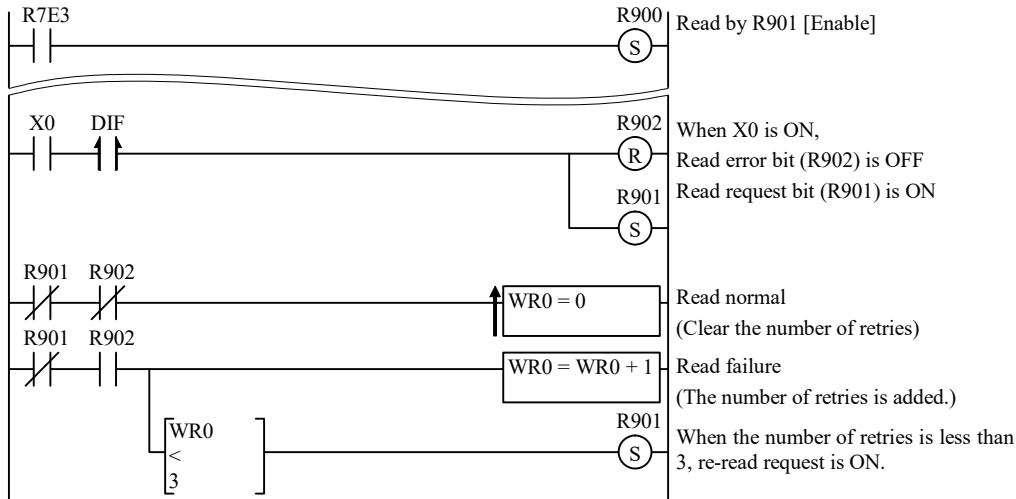 R7E3 R900 Read by R901 [Enable]
S
X0 DIF R902 When X0 is ON,
R Read error bit (R902) is OFF
R901 Read request bit (R901) is ON
S
R901 R902
WR0 = 0 Read normal
(Clear the number of retries)
R901 R902
WR0 = WR0 + 1 Read failure
(The number of retries is added.)
R901
WR0 When the number of retries is less than
< S 3, re-read request is ON.
3